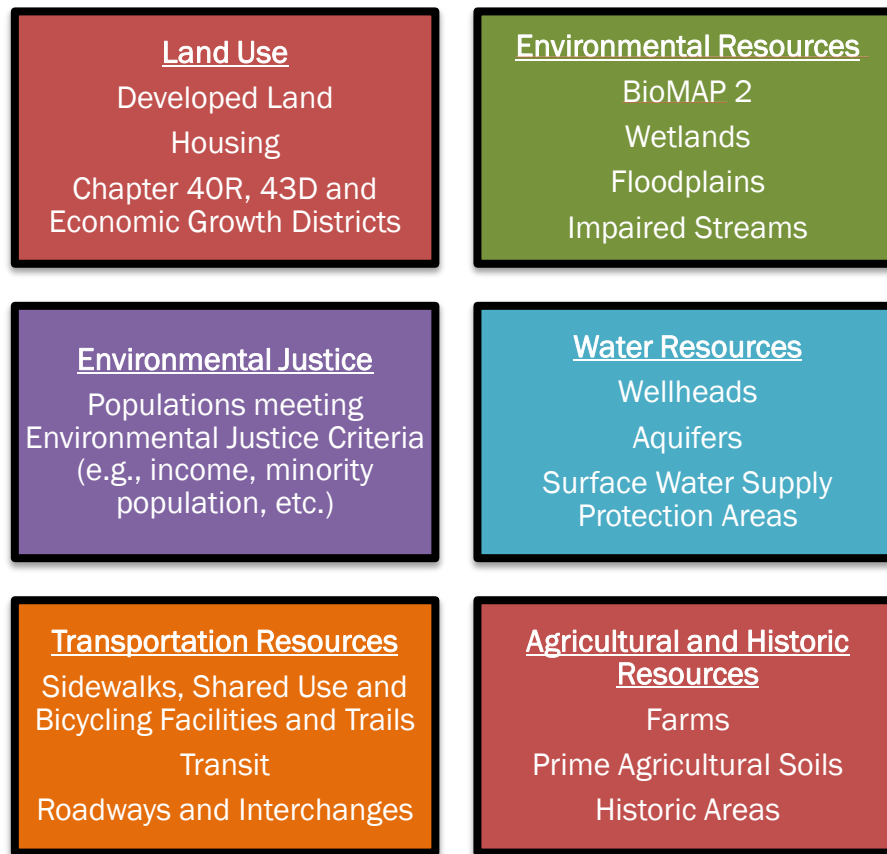 Land Use
Developed Land
Housing
Chapter 40R, 43D and
Economic Growth Districts
Environmental Resources
BioMAP 2
Wetlands
Floodplains
Impaired Streams
Environmental Justice
Populations meeting
Environmental Justice Criteria
(e.g., income, minority
population, etc.)
Water Resources
Wellheads
Aquifers
Surface Water Supply
Protection Areas
Transportation Resources
Sidewalks, Shared Use and
Bicycling Facilities and Trails
Transit
Roadways and Interchanges
Agricultural and Historic
Resources
Farms
Prime Agricultural Soils
Historic Areas